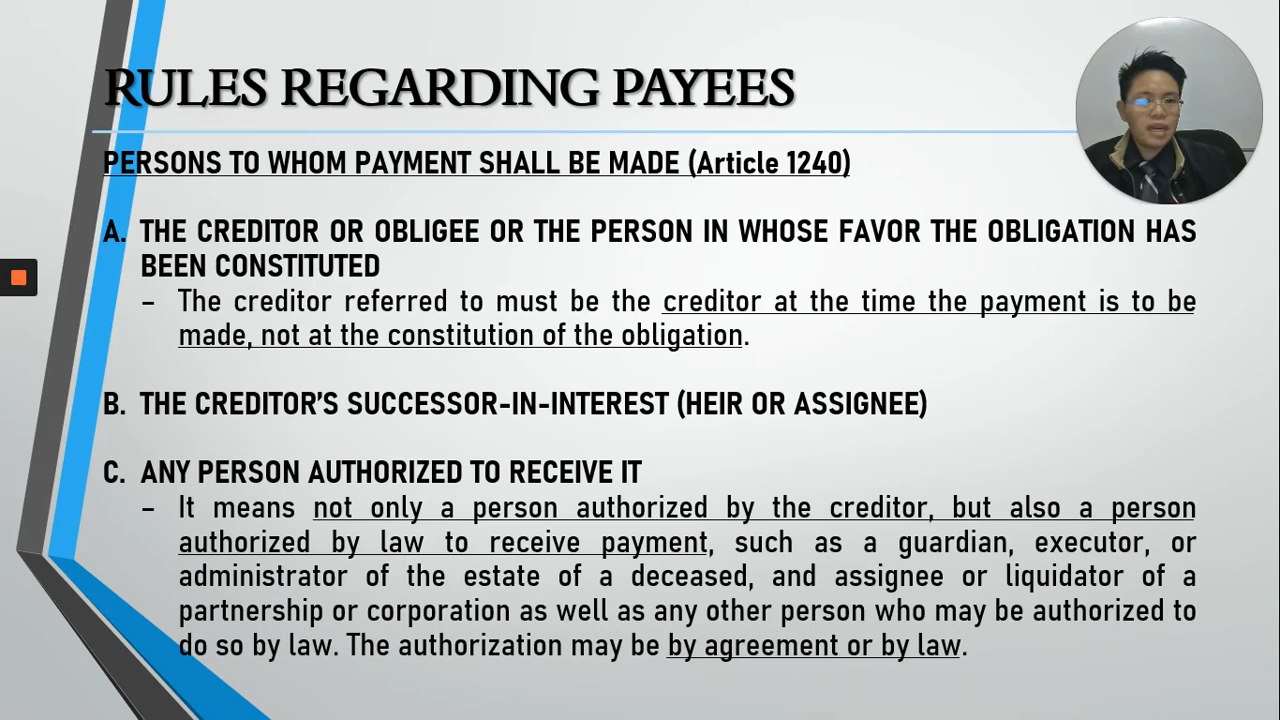 RULES REGARDING PAYEES
PERSONS TO WHOM PAYMENT SHALL BE MADE (Article 1240)
A. THE CREDITOR OR OBLIGEE OR THE PERSON IN WHOSE FAVOR THE OBLIGATION HAS
BEEN CONSTITUTED
– The creditor referred to must be the creditor at the time the payment is to be
made, not at the constitution of the obligation.
B. THE CREDITOR’S SUCCESSOR-IN-INTEREST (HEIR OR ASSIGNEE)
C. ANY PERSON AUTHORIZED TO RECEIVE IT
– It means not only a person authorized by the creditor, but also a person
authorized by law to receive payment, such as a guardian, executor, or
administrator of the estate of a deceased, and assignee or liquidator of a
partnership or corporation as well as any other person who may be authorized to
do so by law. The authorization may be by agreement or by law.